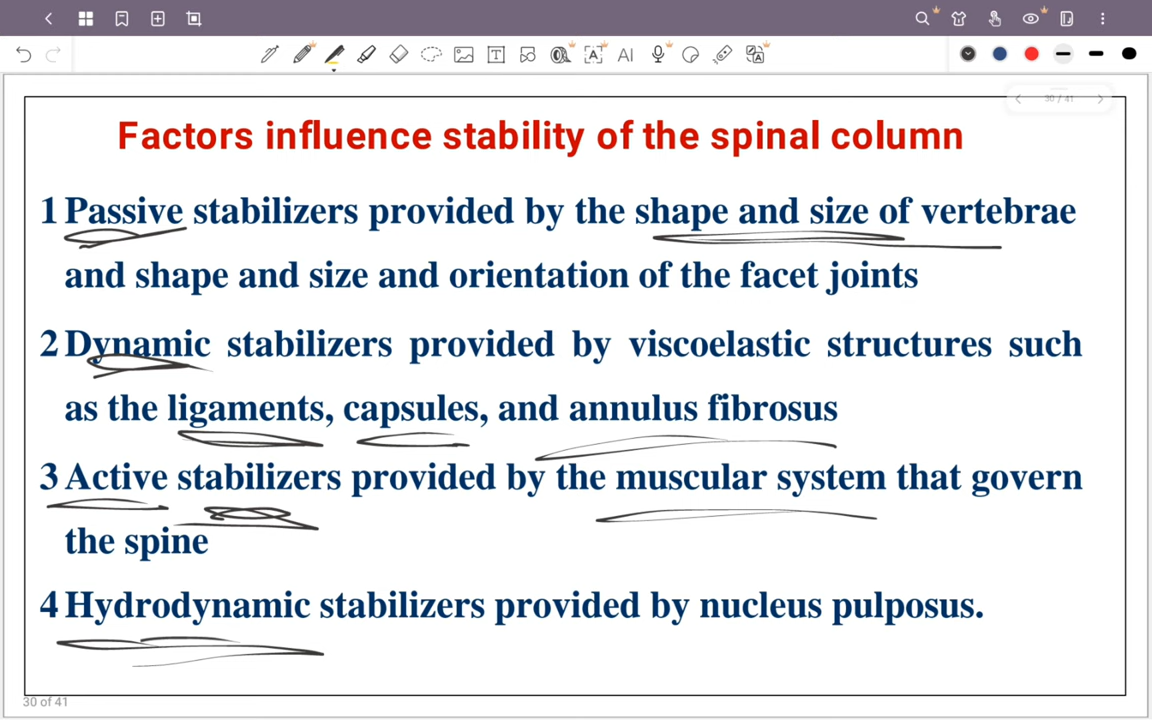 30 / 41
Factors influence stability of the spinal column
1 Passive stabilizers provided by the shape and size of vertebrae
and shape and size and orientation of the facet joints
2 Dynamic stabilizers provided by viscoelastic structures such
as the ligaments, capsules, and annulus fibrosus
3 Active stabilizers provided by the muscular system that govern
the spine
4 Hydrodynamic stabilizers provided by nucleus pulposus.
30 of 41